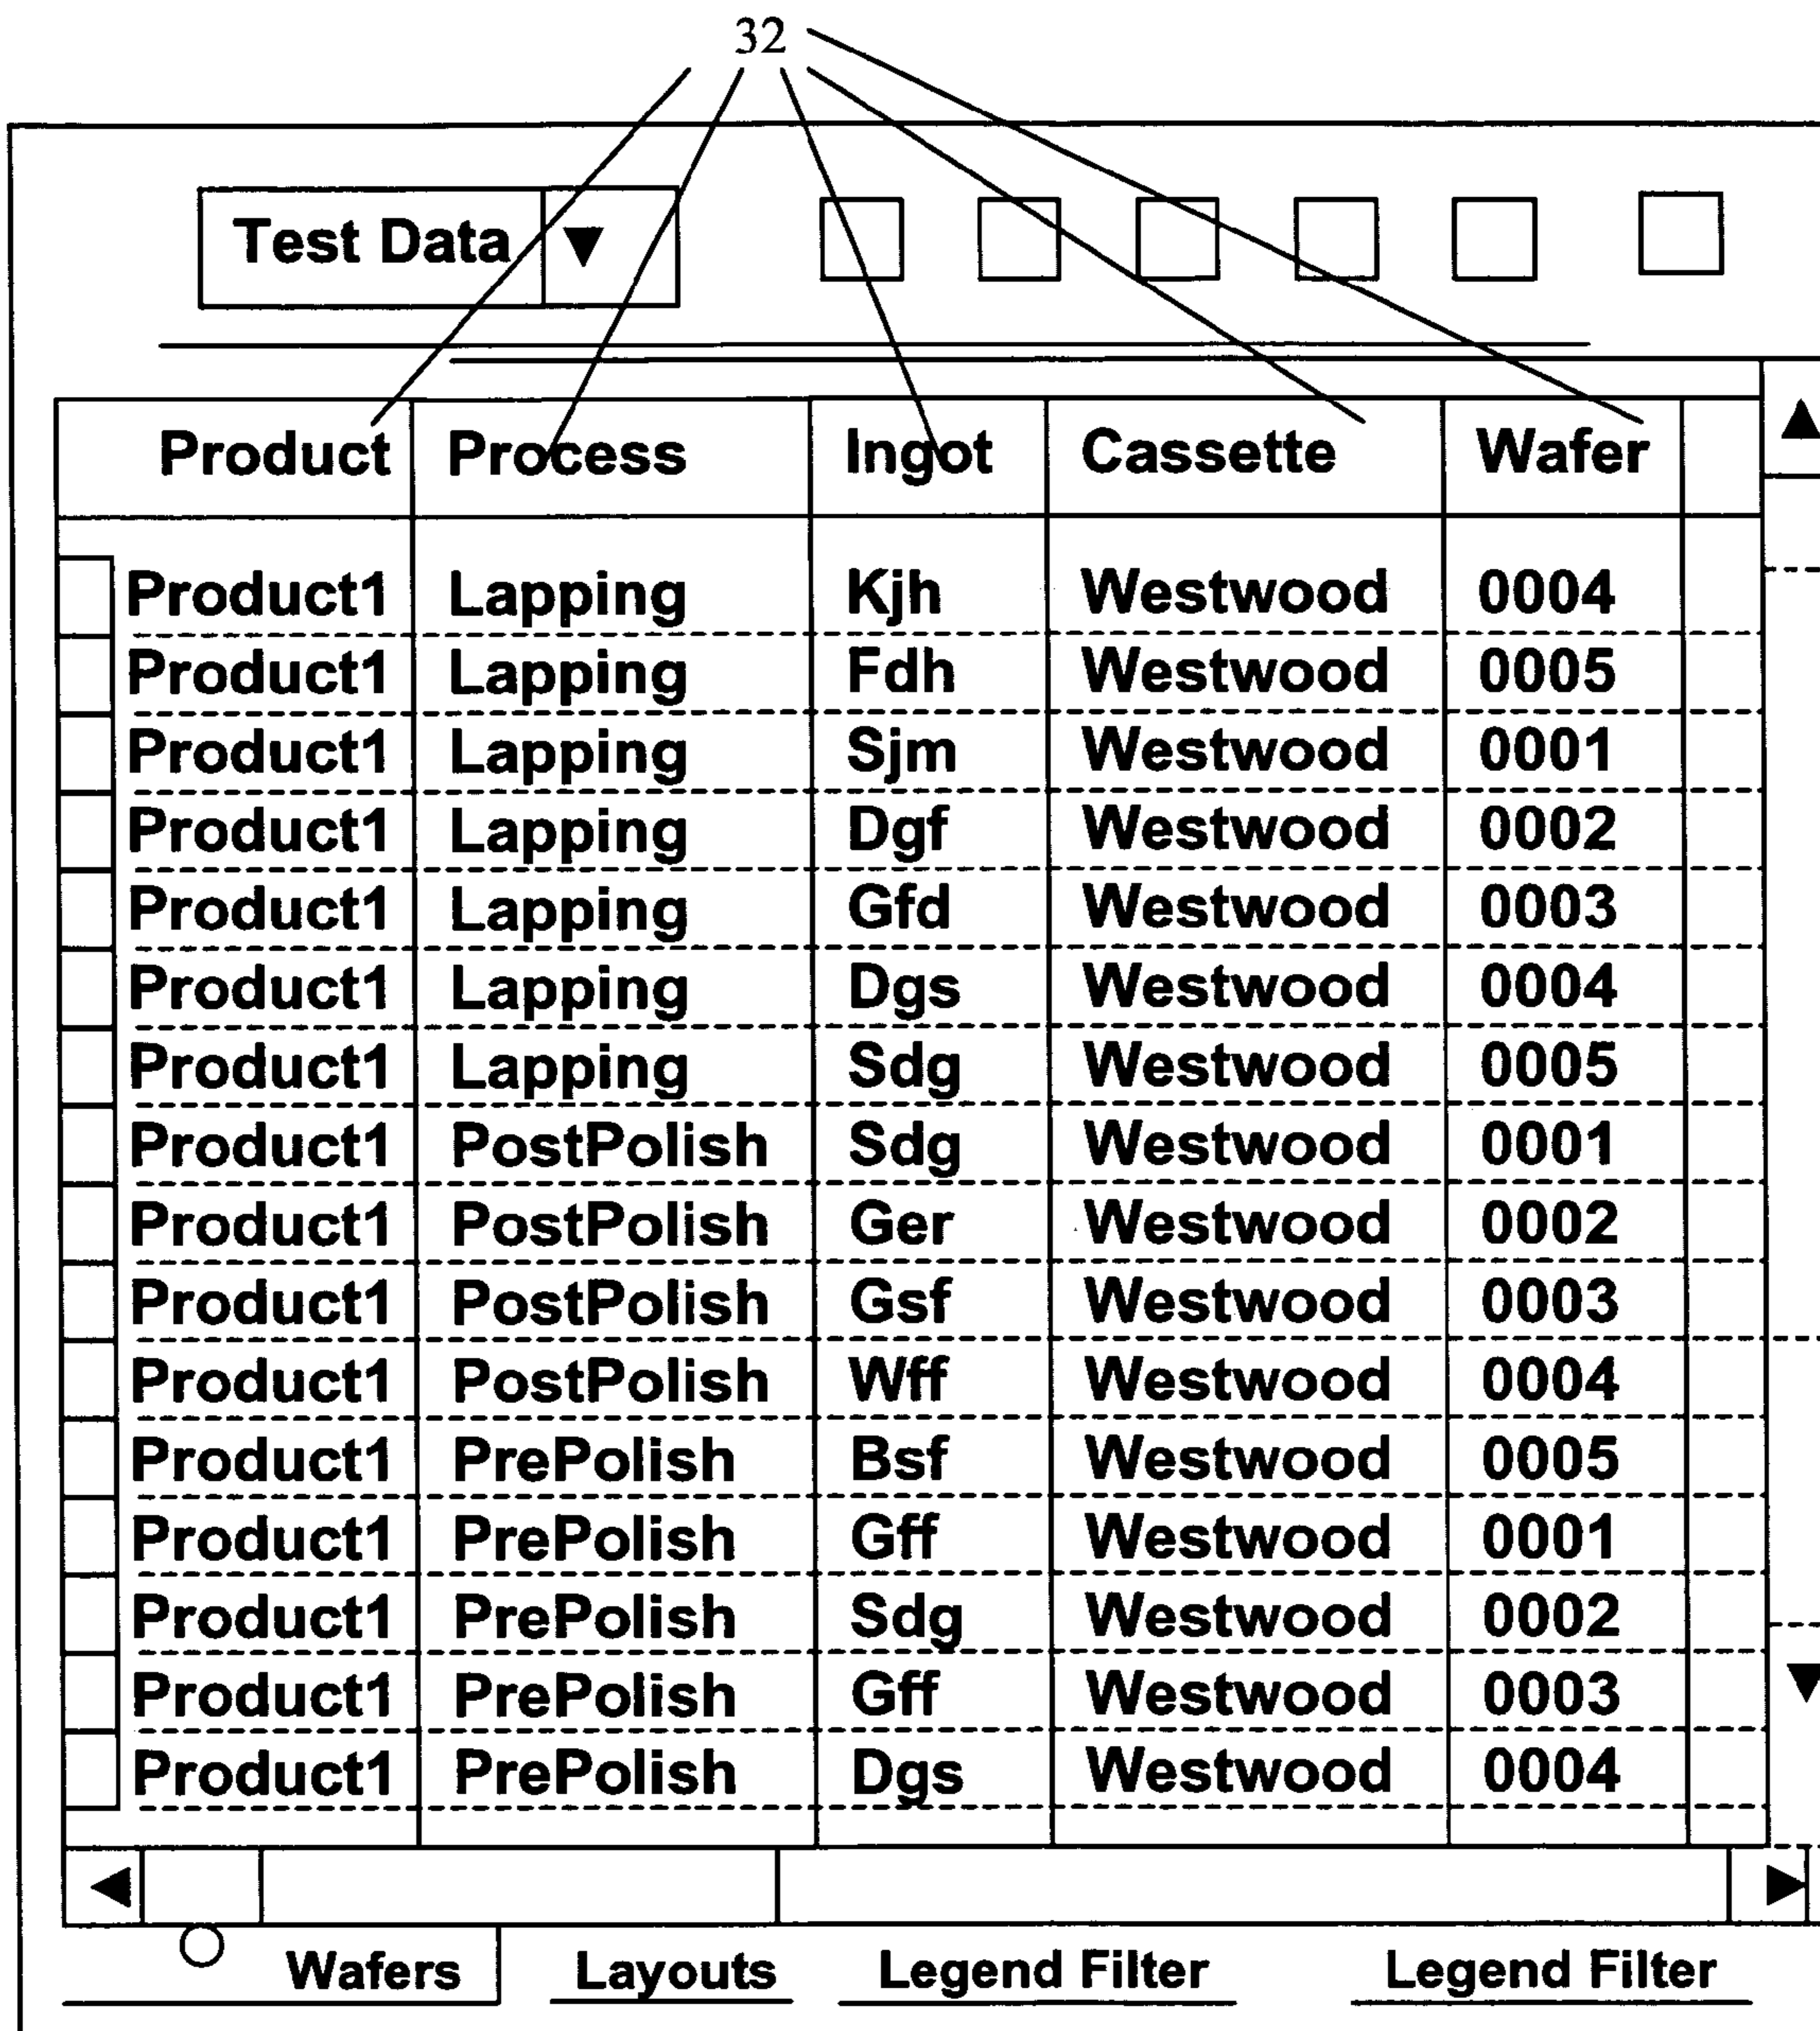 32
Test Data ▼
Product Process Ingot Cassette Wafer
Product1 Lapping Kjh Westwood 0004
Product1 Lapping Fdh Westwood 0005
Product1 Lapping Sjm Westwood 0001
Product1 Lapping Dgf Westwood 0002
Product1 Lapping Gfd Westwood 0003
Product1 Lapping Dgs Westwood 0004
Product1 Lapping Sdg Westwood 0005
Product1 PostPolish Sdg Westwood 0001
Product1 PostPolish Ger Westwood 0002
Product1 PostPolish Gsf Westwood 0003
Product1 PostPolish Wff Westwood 0004
Product1 PrePolish Bsf Westwood 0005
Product1 PrePolish Gff Westwood 0001
Product1 PrePolish Sdg Westwood 0002
Product1 PrePolish Gff Westwood 0003
Product1 PrePolish Dgs Westwood 0004
Wafers Layouts Legend Filter Legend Filter